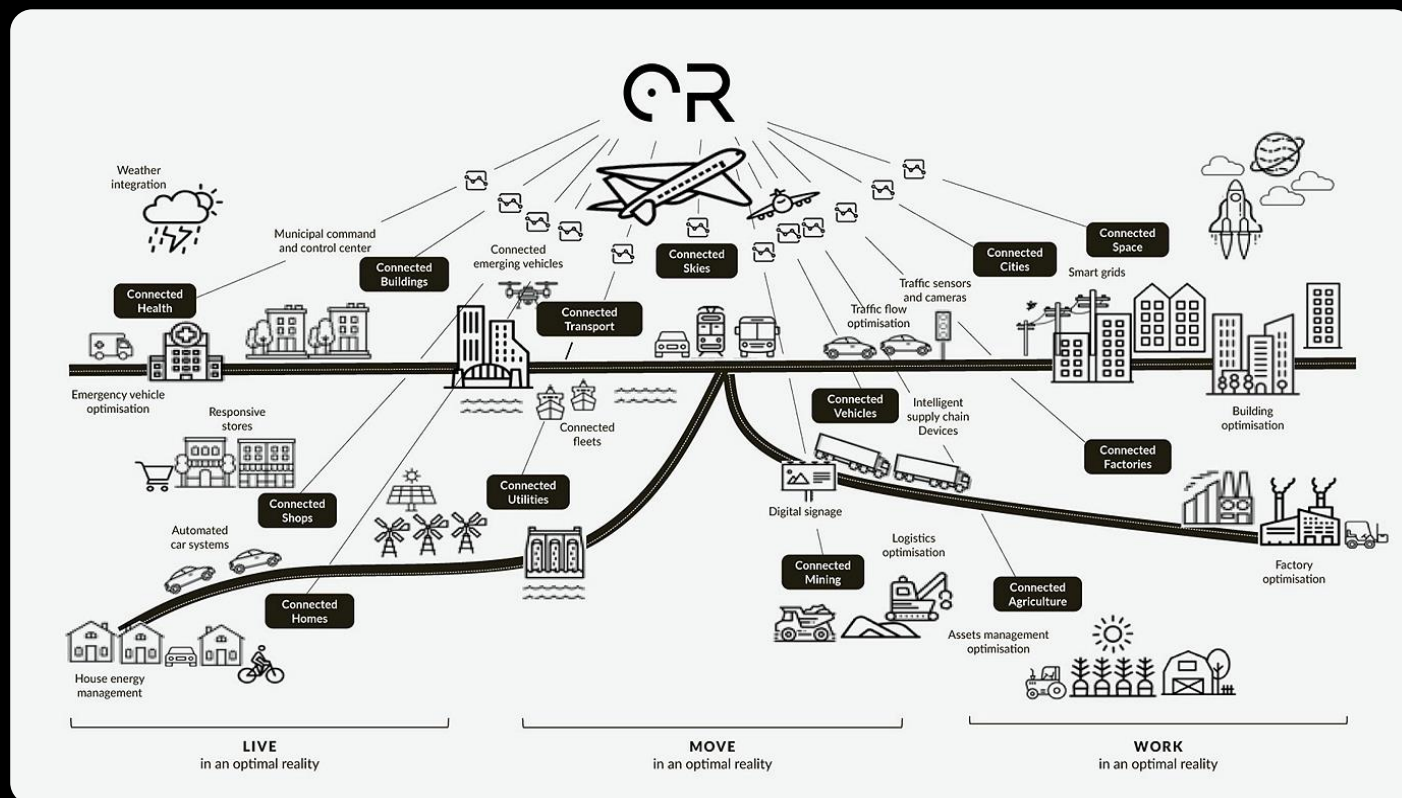 OR
Weather
integration
Municipal command
and control center
Connected
Buildings
Connected
emerging vehicles
Connected
Skies
Connected
Cities
Connected
Space
Smart grids
Connected
Health
Connected
Transport
Traffic sensors
and cameras
Traffic flow
optimisation
Emergency vehicle
optimisation
Responsive
stores
Connected
fleets
Connected
Vehicles
Intelligent
supply chain
Devices
Building
optimisation
Connected
Factories
Connected
Shops
Connected
Utilities
Digital signage
Automated
car systems
Logistics
optimisation
Factory
optimisation
Connected
Mining
Connected
Agriculture
Connected
Homes
Assets management
optimisation
House energy
management
LIVE
in an optimal reality
MOVE
in an optimal reality
WORK
in an optimal reality